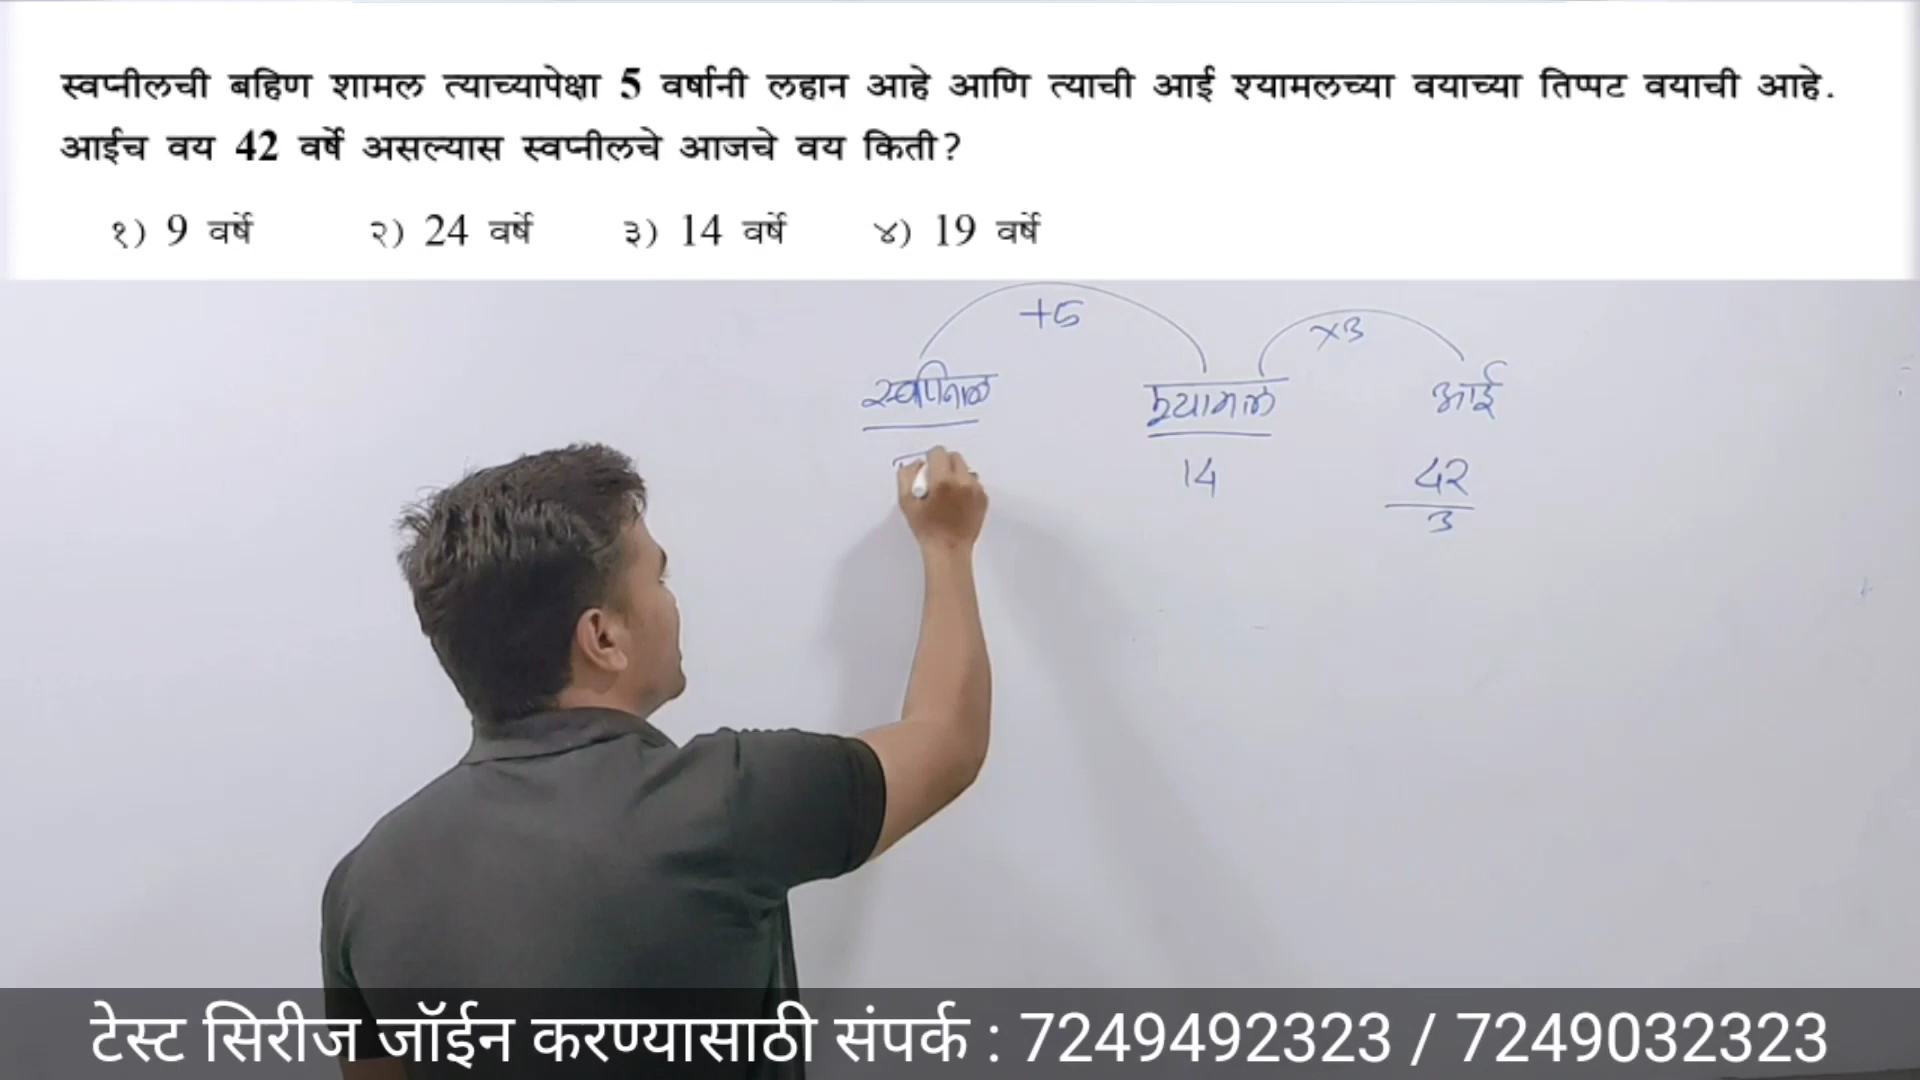 स्वप्नीलची बहिण शामल त्याच्यापेक्षा 5 वर्षानी लहान आहे आणि त्याची आई श्यामलच्या वयाच्या तिप्पट वयाची आहे.
आईच वय 42 वर्षे असल्यास स्वप्नीलचे आजचे वय किती?
१) 9 वर्षे २) 24 वर्षे ३) 14 वर्षे ४) 19 वर्षे
+5 ×3
स्वप्निल श्यामल आई
14 42
3
टेस्ट सिरीज जॉईन करण्यासाठी संपर्क : 7249492323 / 7249032323